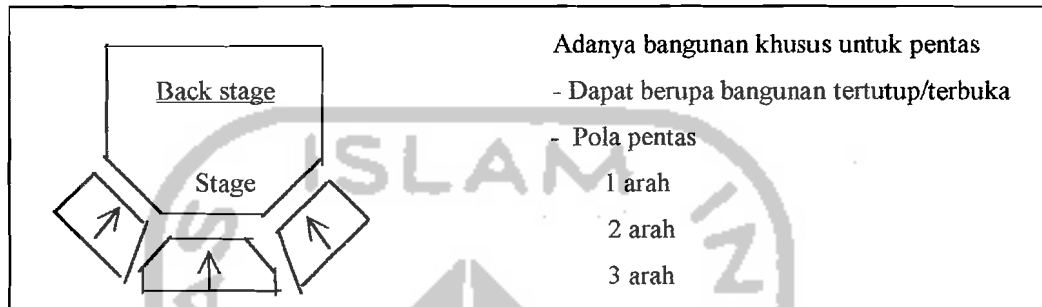 Back stage
Stage
Adanya bangunan khusus untuk pentas
- Dapat berupa bangunan tertutup/terbuka
- Pola pentas
1 arah
2 arah
3 arah
ISLAM